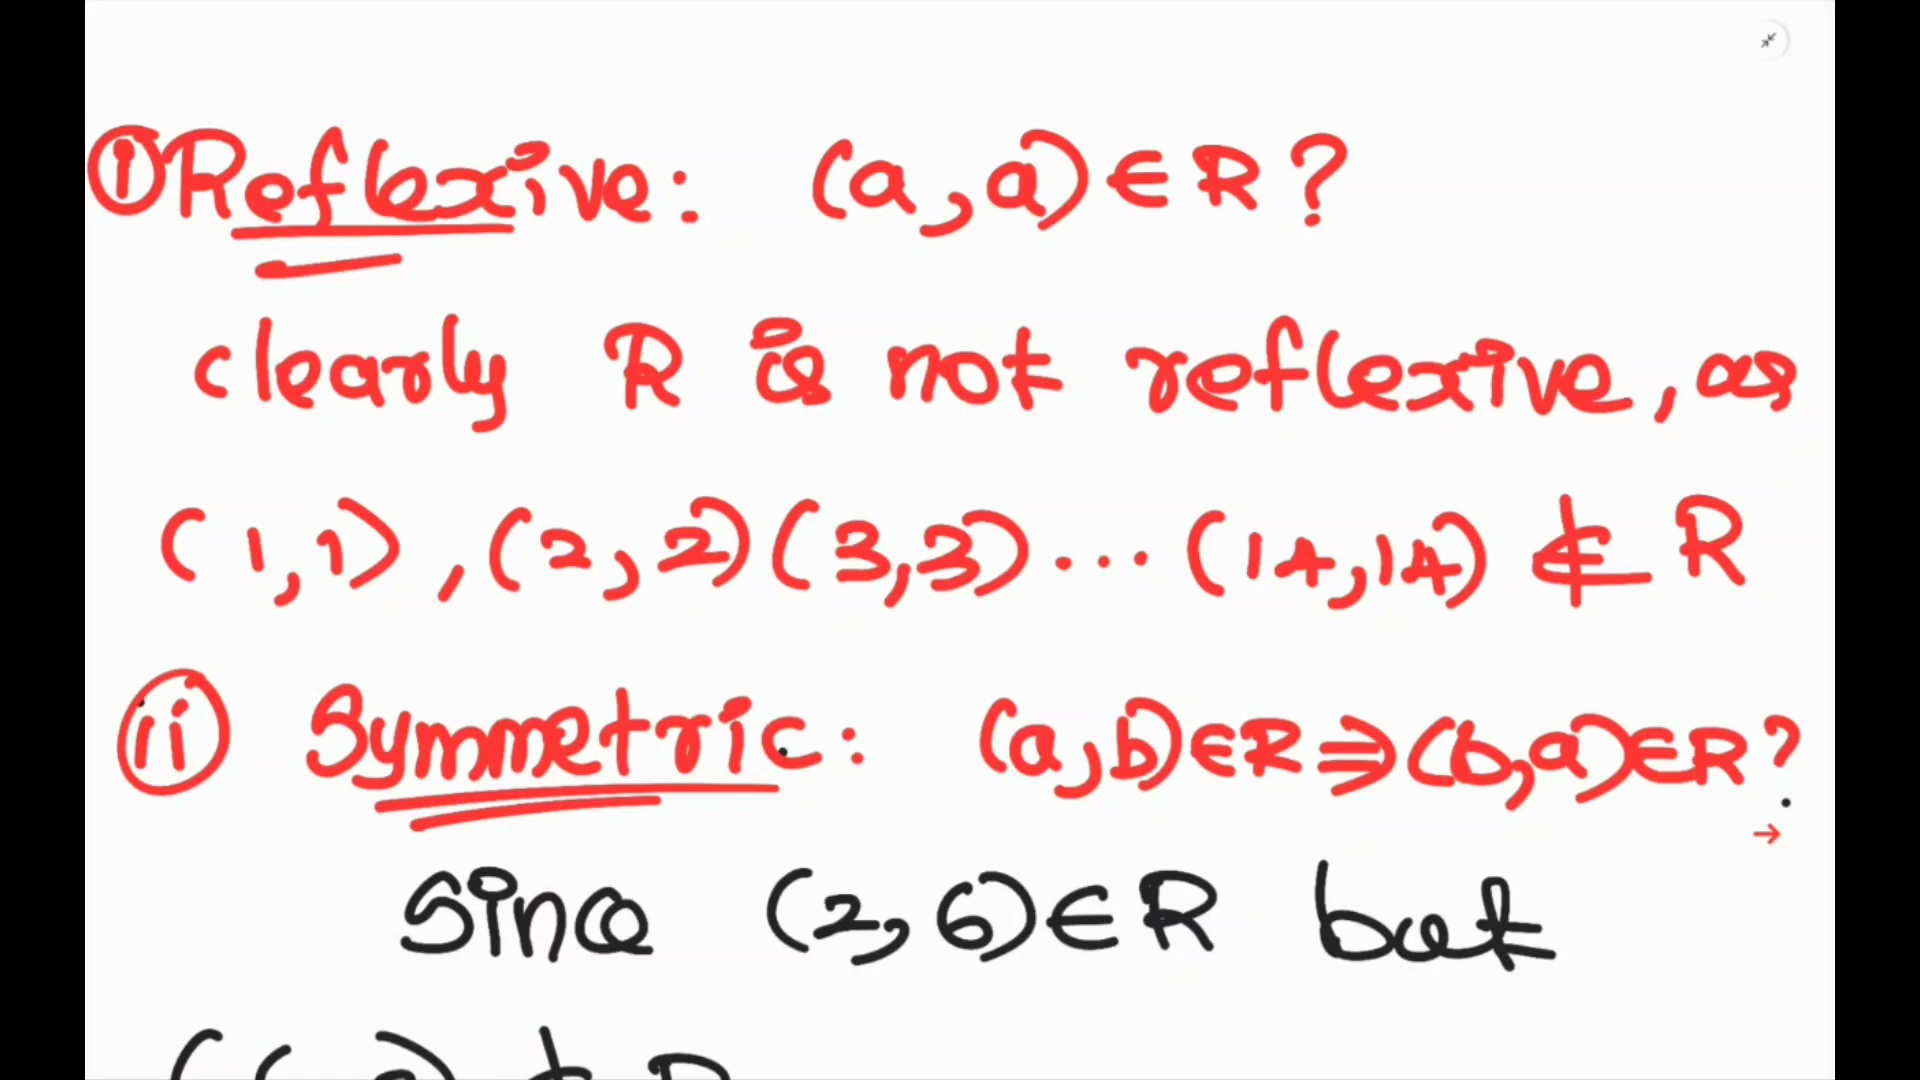 (i) Reflexive: (a,a)∈R?
clearly R is not reflexive, as
(1,1), (2,2)(3,3)...(14,14)∉R
(ii) Symmetric: (a,b)∈R⇒(b,a)∈R?
→
Since (2,6)∈R but